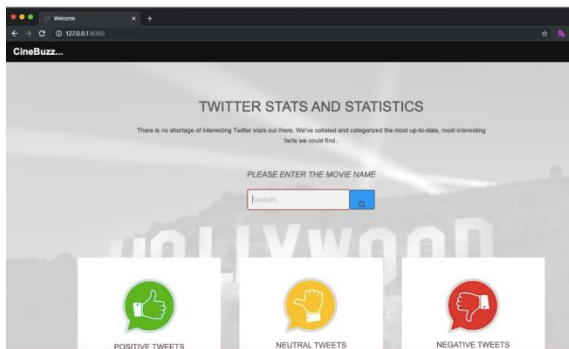 Welcome
127.0.0.1:8000
CineBuzz...
TWITTER STATS AND STATISTICS
There is no shortage of interesting Twitter stats out there. We've collated and categorized the most up-to-date, most interesting
facts we could find..
PLEASE ENTER THE MOVIE NAME
Search..
HOLLYWOOD
POSITIVE TWEETS
NEUTRAL TWEETS
NEGATIVE TWEETS